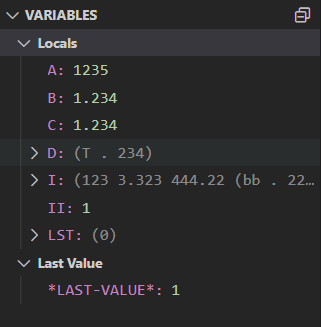 VARIABLES
Locals
A: 1235
B: 1.234
C: 1.234
D: (T . 234)
I: (123 3.323 444.22 (bb . 22...
II: 1
LST: (0)
Last Value
*LAST-VALUE*: 1